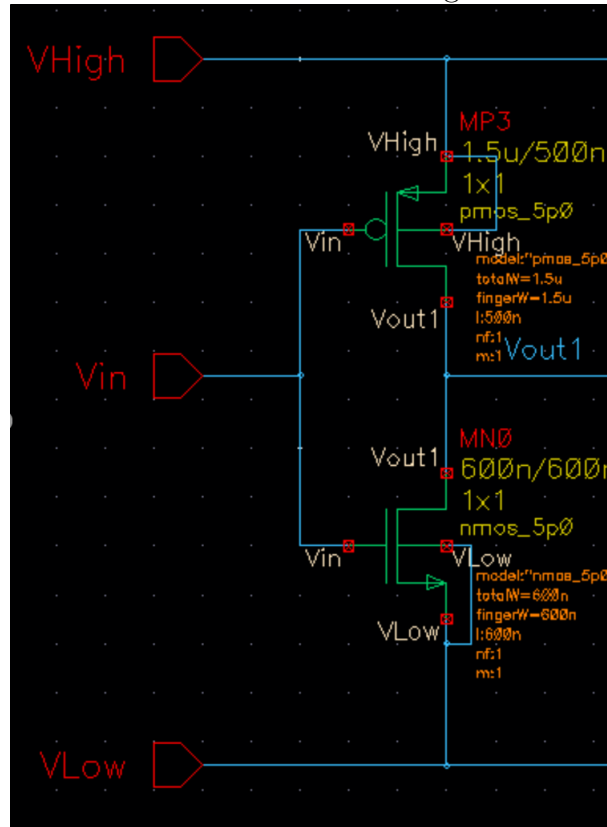 VHigh
MP3
VHigh
1.5u/500n
1x1
pmos_5p0
Vin
VHigh
model:"pmos_5p0
totalW=1.5u
fingerW=1.5u
l:500n
nf:1
m:1
Vout1
Vout1
Vin
MN0
Vout1
600n/600n
1x1
nmos_5p0
Vin
VLow
model:"nmos_5p0
totalW=600n
fingerW=600n
l:600n
nf:1
m:1
VLow
VLow